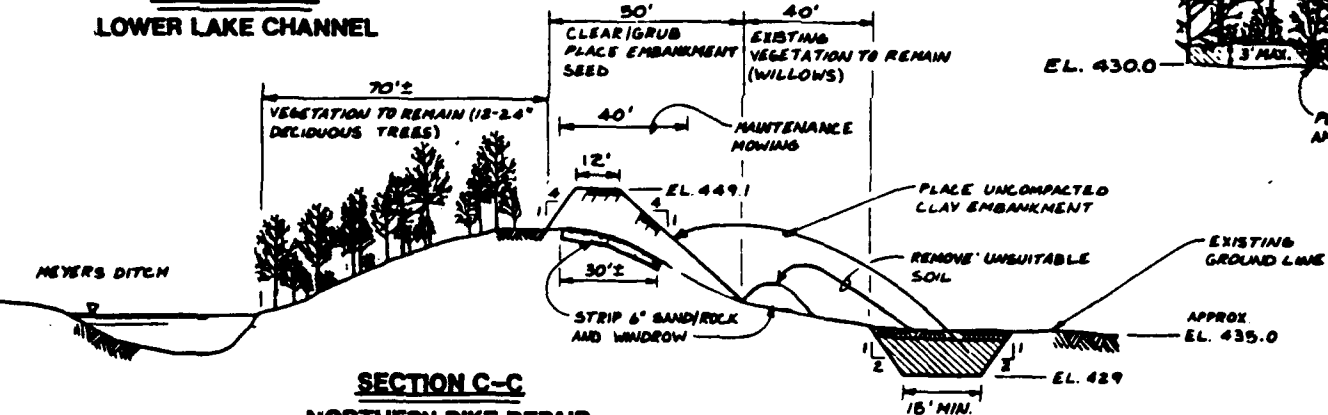 LOWER LAKE CHANNEL
50'
40'
CLEAR/GRUB
PLACE EMBANKMENT
SEED
EXISTING
VEGETATION TO REMAIN
(WILLOWS)
EL. 430.0
3' MAX.
70'±
VEGETATION TO REMAIN (12-24"
DECIDUOUS TREES)
40'
MAINTENANCE
MOWING
12'
EL. 449.1
4
1
4
1
PLACE UNCOMPACTED
CLAY EMBANKMENT
MEYERS DITCH
30'±
REMOVE UNSUITABLE
SOIL
EXISTING
GROUND LINE
STRIP 6" SAND/ROCK
AND WINDROW
APPROX.
EL. 435.0
1
2
1
2
EL. 429
15' MIN.
SECTION C-C